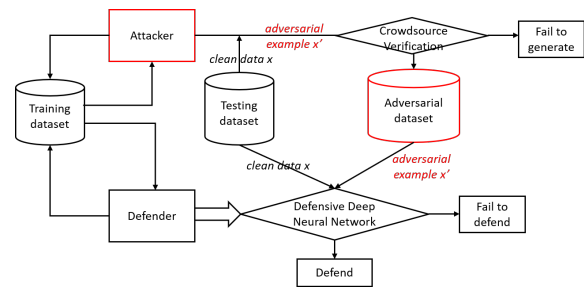 Attacker
adversarial
example x'
Crowdsource
Verification
Fail to
generate
clean data x
Training
dataset
Testing
dataset
Adversarial
dataset
clean data x
adversarial
example x'
Defender
Defensive Deep
Neural Network
Fail to
defend
Defend